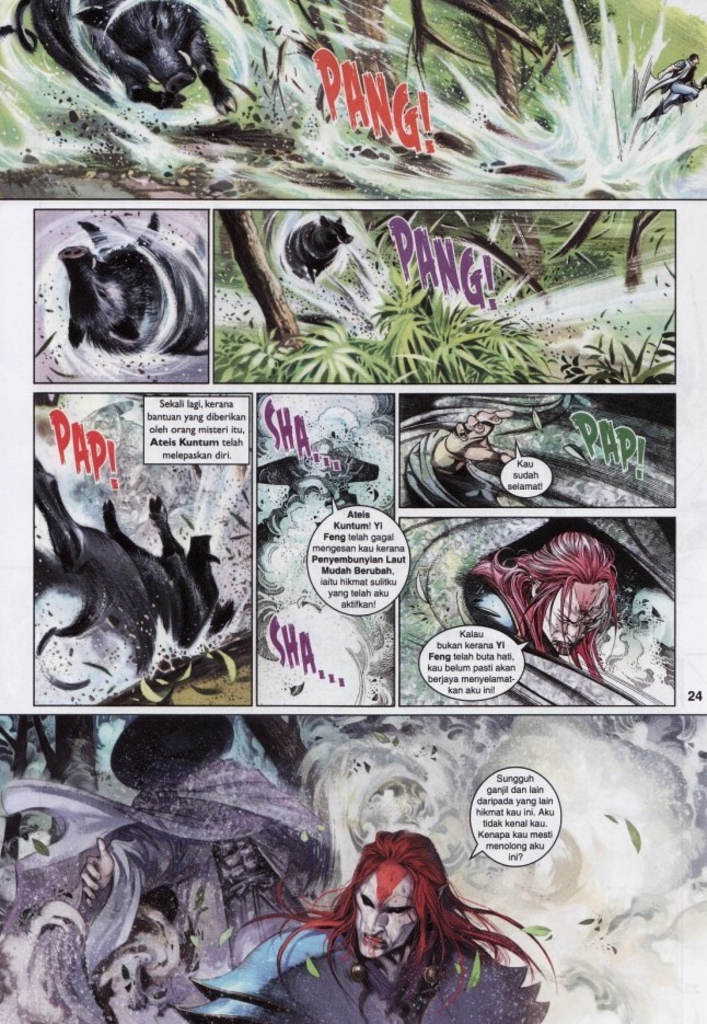 PANG!
PANG!
PAP!
Sekali lagi, kerana
bantuan yang diberikan
oleh orang misteri itu,
Ateis Kuntum telah
melepaskan diri.
SHA...
Ateis
Kuntum! Yi
Feng telah gagal
mengesan kau kerana
Penyembunyian Laut
Mudah Berubah,
iaitu hikmat sulitku
yang telah aku
aktifkan!
SHA...
PAP!
Kau
sudah
selamat!
Kalau
bukan kerana Yi
Feng telah buta hati,
kau belum pasti akan
berjaya menyelamat-
kan aku ini!
24
Sungguh
ganjil dan lain
daripada yang lain
hikmat kau ini. Aku
tidak kenal kau.
Kenapa kau mesti
menolong aku
ini?